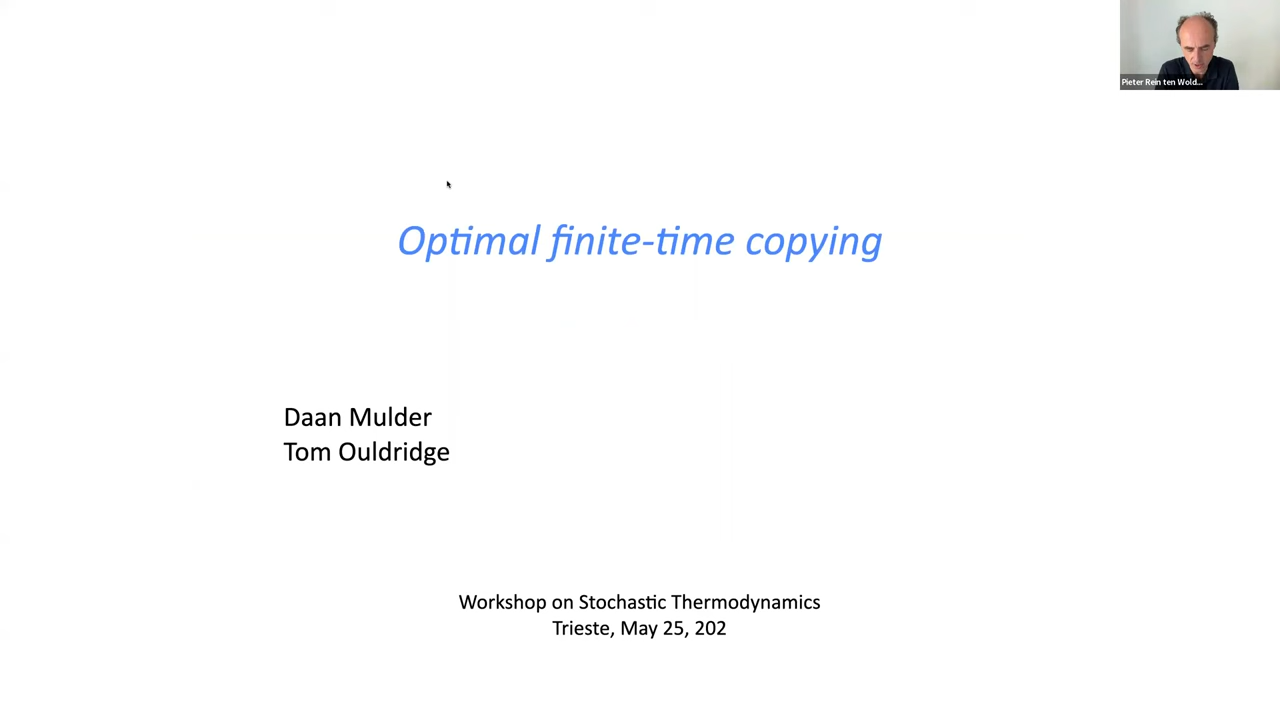 Optimal finite-time copying
Daan Mulder
Tom Ouldridge
Workshop on Stochastic Thermodynamics
Trieste, May 25, 202
Pieter Rein ten Wold...